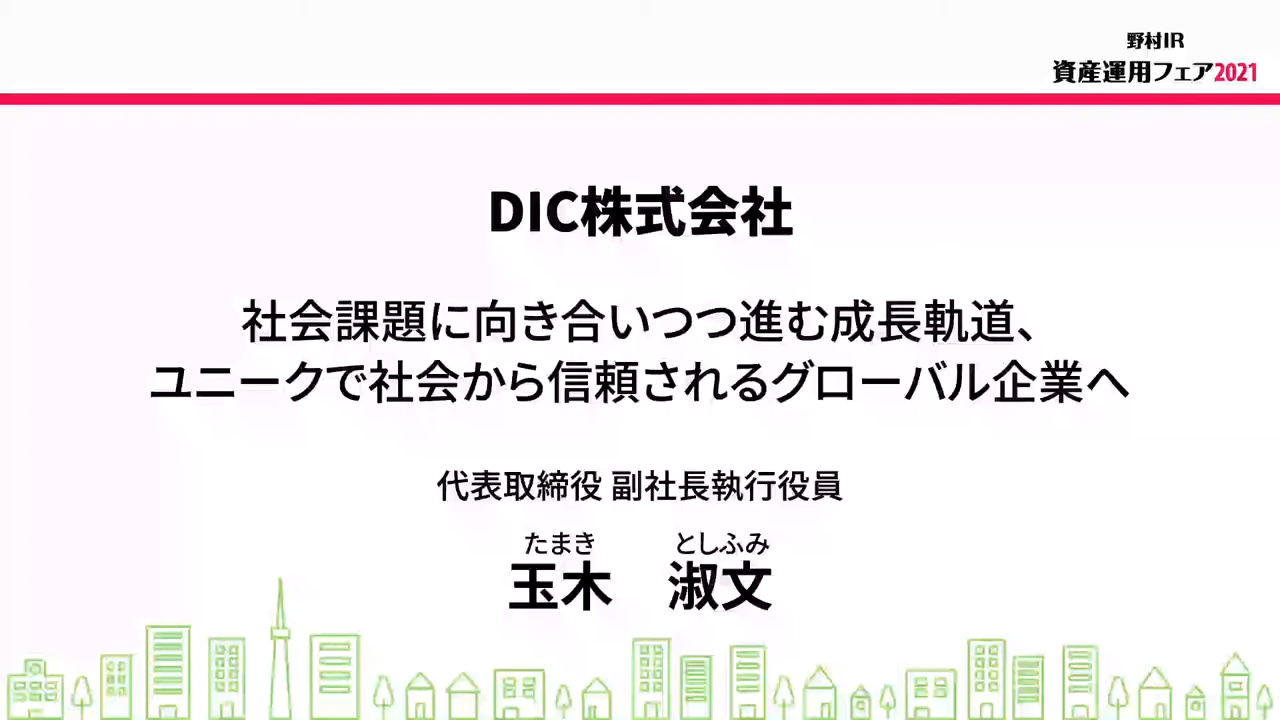 野村IR
資産運用フェア2021
DIC株式会社
社会課題に向き合いつつ進む成長軌道、
ユニークで社会から信頼されるグローバル企業へ
代表取締役 副社長執行役員
たまき としふみ
玉木 淑文